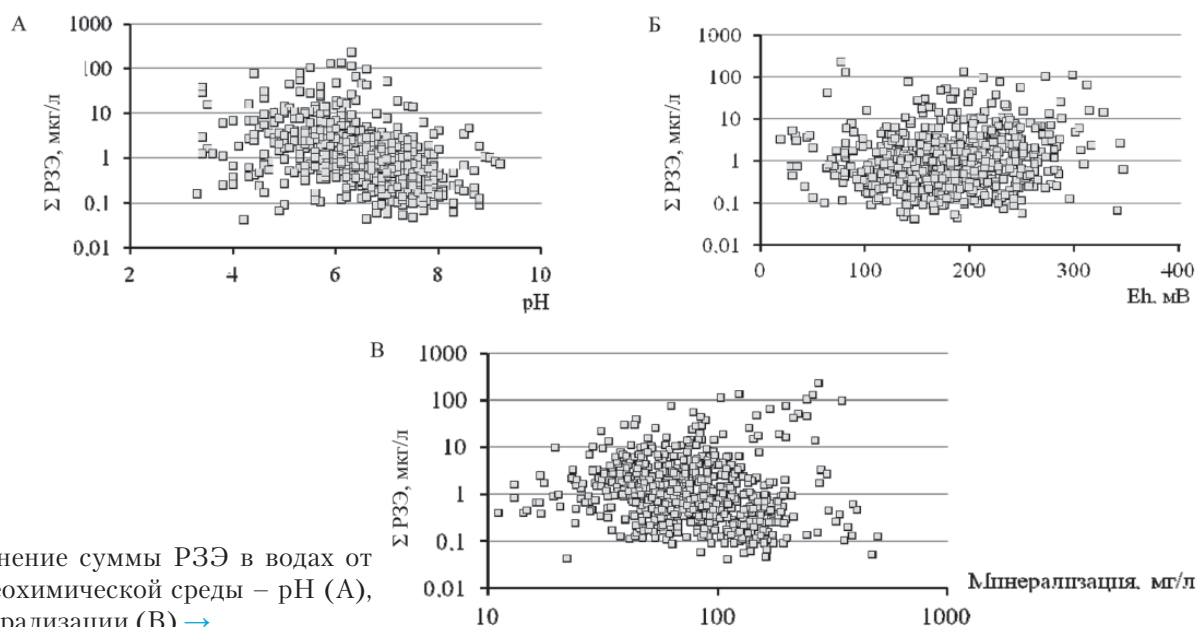 А
Σ РЗЭ, мкг/л
1000
100
10
1
0.1
0.01
2 4 6 8 10
pH
Б
Σ РЗЭ, мкг/л
1000
100
10
1
0.1
0.01
0 100 200 300 400
Eh, мВ
В
Σ РЗЭ, мкг/л
1000
100
10
1
0.1
0.01
10 100 1000
Минерализация, мг/л
нение суммы РЗЭ в водах от
еохимической среды – pH (А),
ерализации (В) →